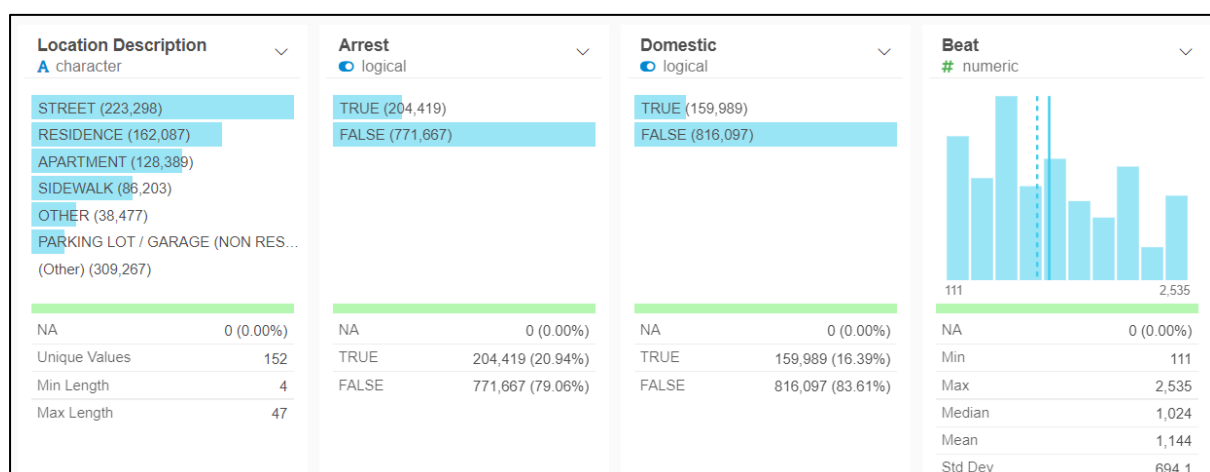 Location Description
A character
STREET (223,298)
RESIDENCE (162,087)
APARTMENT (128,389)
SIDEWALK (86,203)
OTHER (38,477)
PARKING LOT / GARAGE (NON RES...
(Other) (309,267)
NA 0 (0.00%)
Unique Values 152
Min Length 4
Max Length 47
Arrest
logical
TRUE (204,419)
FALSE (771,667)
NA 0 (0.00%)
TRUE 204,419 (20.94%)
FALSE 771,667 (79.06%)
Domestic
logical
TRUE (159,989)
FALSE (816,097)
NA 0 (0.00%)
TRUE 159,989 (16.39%)
FALSE 816,097 (83.61%)
Beat
# numeric
111 2,535
NA 0 (0.00%)
Min 111
Max 2,535
Median 1,024
Mean 1,144
Std Dev 694.1